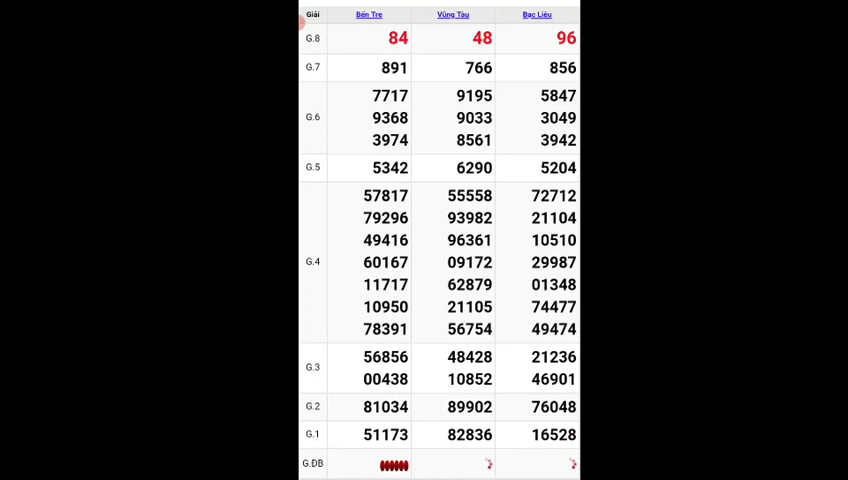 Giải Bến Tre Vũng Tàu Bạc Liêu
G.8 84 48 96
G.7 891 766 856
7717 9195 5847
G.6 9368 9033 3049
3974 8561 3942
G.5 5342 6290 5204
57817 55558 72712
79296 93982 21104
49416 96361 10510
G.4 60167 09172 29987
11717 62879 01348
10950 21105 74477
78391 56754 49474
G.3 56856 48428 21236
00438 10852 46901
G.2 81034 89902 76048
G.1 51173 82836 16528
G.ĐB